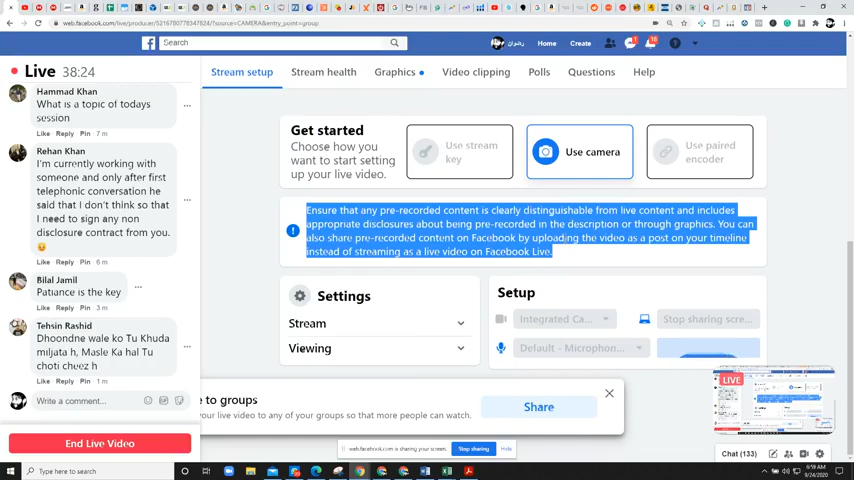 web.facebook.com/live/producer/5216780778347824/?source=CAMERA&entry_point=group
Search
Home
Create
Live 38:24
Hammad Khan
What is a topic of todays
session
Like Reply Pin · 7 m
Rehan Khan
I'm currently working with
someone and only after first
telephonic conversation he
said that I don't think so that
I need to sign any non
disclosure contract from you.
Like Reply Pin · 6 m
Bilal Jamil
Patiance is the key
Like Reply Pin · 3 m
Tehsin Rashid
Dhoondne wale ko Tu Khuda
miljata h, Masle Ka hal Tu
choti cheez h
Like Reply Pin · 1 m
Write a comment...
End Live Video
Stream setup
Stream health
Graphics
Video clipping
Polls
Questions
Help
Get started
Choose how you
want to start setting
up your live video.
Use stream
key
Use camera
Use paired
encoder
Ensure that any pre-recorded content is clearly distinguishable from live content and includes
appropriate disclosures about being pre-recorded in the description or through graphics. You can
also share pre-recorded content on Facebook by uploading the video as a post on your timeline
instead of streaming as a live video on Facebook Live.
Settings
Stream
Viewing
Setup
Integrated Ca...
Stop sharing scre...
Default - Microphon...
e to groups
your live video to any of your groups so that more people can watch.
Share
LIVE
web.facebook.com is sharing your screen.
Stop sharing
Hide
Chat (133)
Type here to search
6:59 AM
9/24/2020